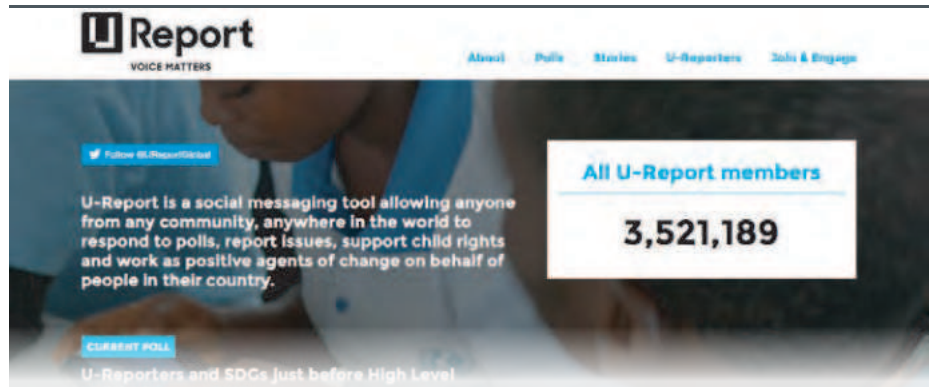 U Report
VOICE MATTERS
About Polls Stories U-Reporters Join & Engage
Follow @UReportGlobal
U-Report is a social messaging tool allowing anyone
from any community, anywhere in the world to
respond to polls, report issues, support child rights
and work as positive agents of change on behalf of
people in their country.
All U-Report members
3,521,189
CURRENT POLL
U-Reporters and SDGs just before High Level